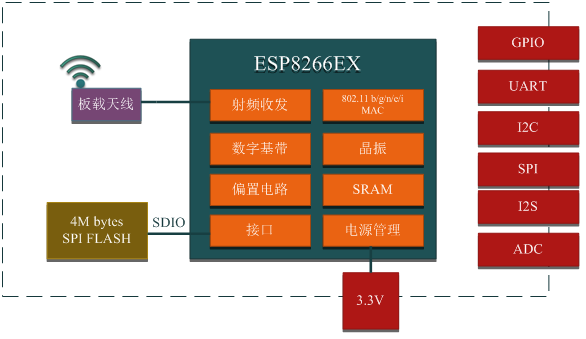 ESP8266EX
板载天线
射频收发
802.11 b/g/n/e/i
MAC
数字基带
晶振
偏置电路
SRAM
4M bytes
SPI FLASH
SDIO
接口
电源管理
3.3V
GPIO
UART
I2C
SPI
I2S
ADC